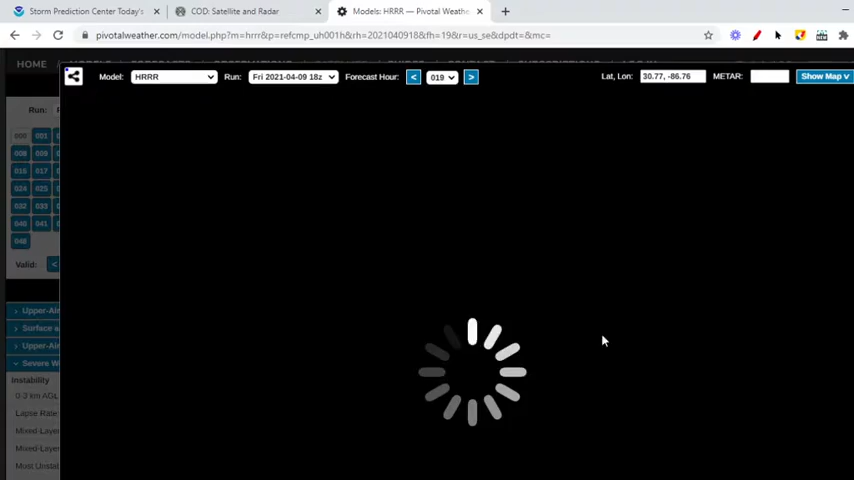 Storm Prediction Center Today's
COD: Satellite and Radar
Models: HRRR — Pivotal Weathe
pivotalweather.com/model.php?m=hrrr&p=refcmp_uh001h&rh=2021040918&fh=19&r=us_se&dpdt=&mc=
HOME
Model: HRRR Run: Fri 2021-04-09 18z Forecast Hour: < 019 > Lat, Lon: 30.77, -86.76 METAR: Show Map v
Run:
000 001
008 009
016 017
024 025
032 033
040 041
048
Valid: <
Upper-Air
Surface a
Upper-Air
Severe W
Instability
0-3 km AGL
Lapse Rate
Mixed-Layer
Mixed-Layer
Most Unstabl